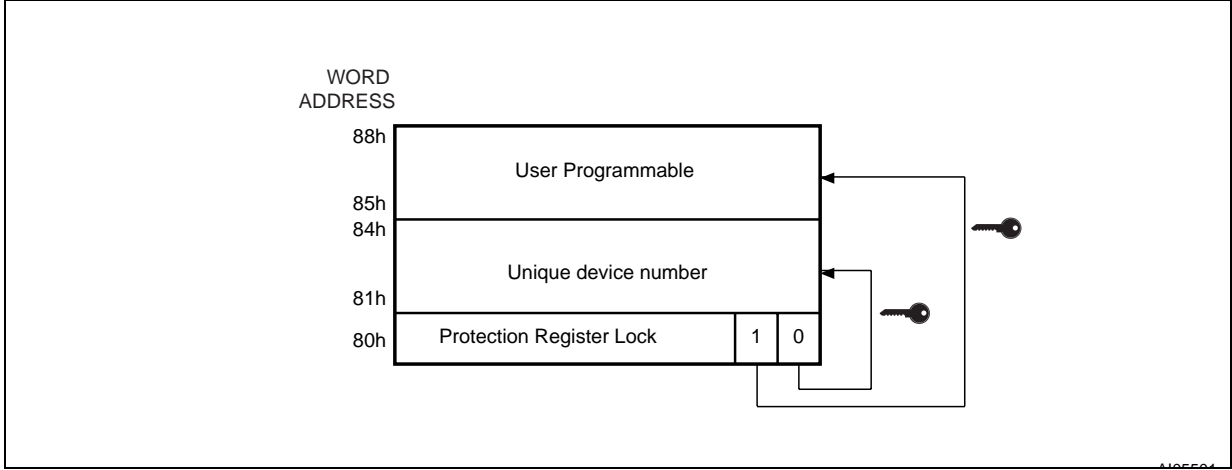 WORD
ADDRESS
88h
User Programmable
85h
84h
Unique device number
81h
80h
Protection Register Lock
1
0